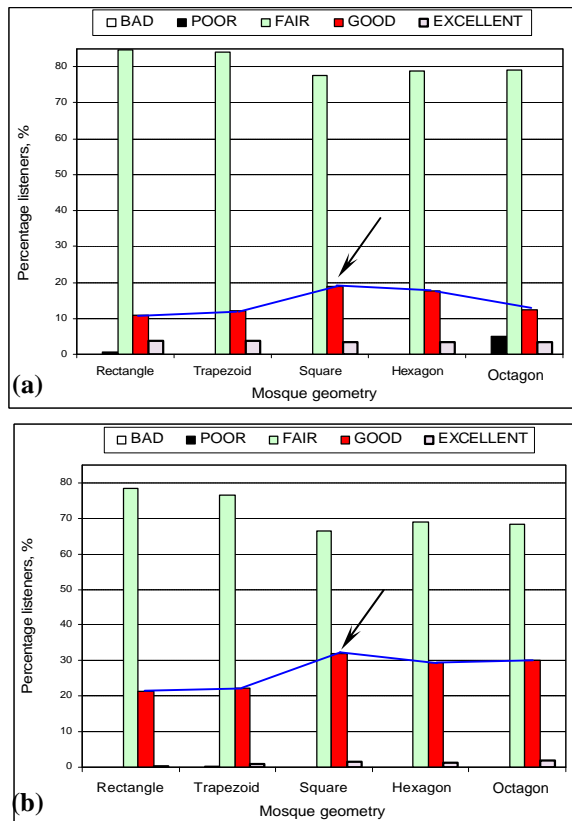 BAD POOR FAIR GOOD EXCELLENT
80
70
60
50
40
30
20
10
0
Percentage listeners, %
Rectangle Trapezoid Square Hexagon Octagon
Mosque geometry
(a)
BAD POOR FAIR GOOD EXCELLENT
80
70
60
50
40
30
20
10
0
Percentage listeners, %
Rectangle Trapezoid Square Hexagon Octagon
Mosque geometry
(b)